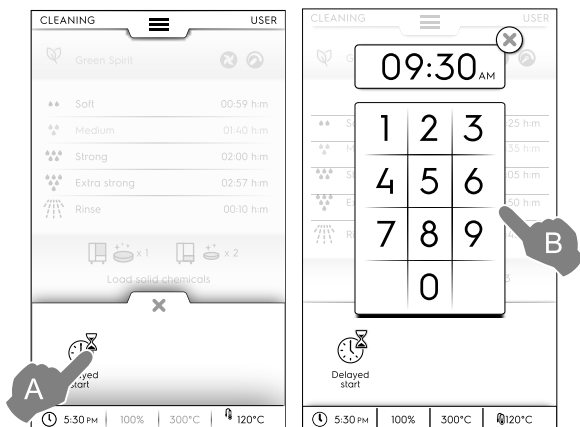 CLEANING USER
Green Spirit
Soft 00:59 h:m
Medium 01:40 h:m
Strong 02:00 h:m
Extra strong 02:57 h:m
Rinse 00:10 h:m
x 1 x 2
Load solid chemicals
start
A
5:30 PM 100% 300°C 120°C
CLEANING USER
09:30 AM
1 2 3
4 5 6
7 8 9
0
B
Delayed
start
5:30 PM 100% 300°C 120°C